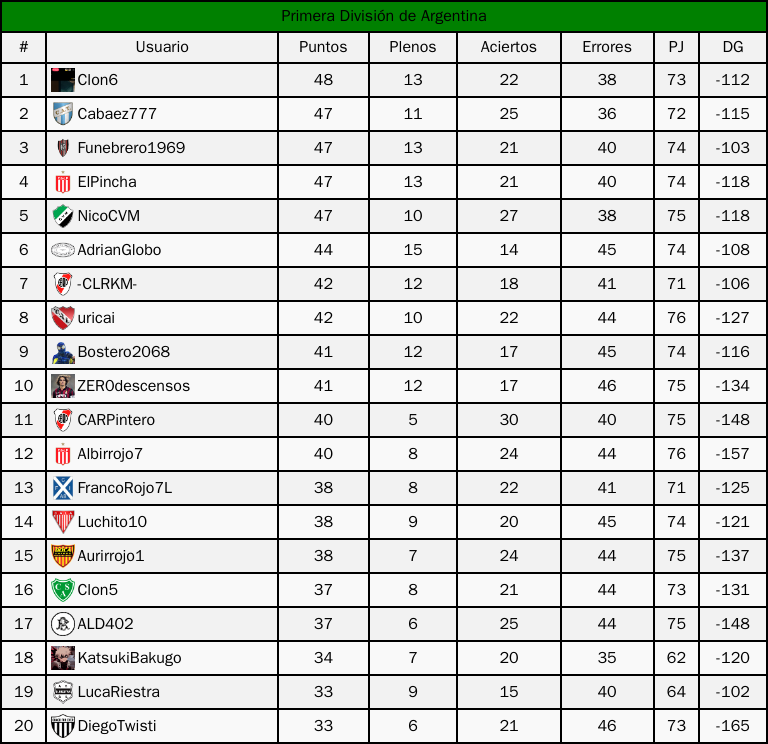 Primera División de Argentina
# Usuario Puntos Plenos Aciertos Errores PJ DG
1 Clon6 48 13 22 38 73 -112
2 Cabaez777 47 11 25 36 72 -115
3 Funebrero1969 47 13 21 40 74 -103
4 ElPincha 47 13 21 40 74 -118
5 NicoCVM 47 10 27 38 75 -118
6 AdrianGlobo 44 15 14 45 74 -108
7 -CLRKM- 42 12 18 41 71 -106
8 uricai 42 10 22 44 76 -127
9 Bostero2068 41 12 17 45 74 -116
10 ZER0descensos 41 12 17 46 75 -134
11 CARPintero 40 5 30 40 75 -148
12 Albirrojo7 40 8 24 44 76 -157
13 FrancoRojo7L 38 8 22 41 71 -125
14 Luchito10 38 9 20 45 74 -121
15 Aurirrojo1 38 7 24 44 75 -137
16 Clon5 37 8 21 44 73 -131
17 ALD402 37 6 25 44 75 -148
18 KatsukiBakugo 34 7 20 35 62 -120
19 LucaRiestra 33 9 15 40 64 -102
20 DiegoTwisti 33 6 21 46 73 -165